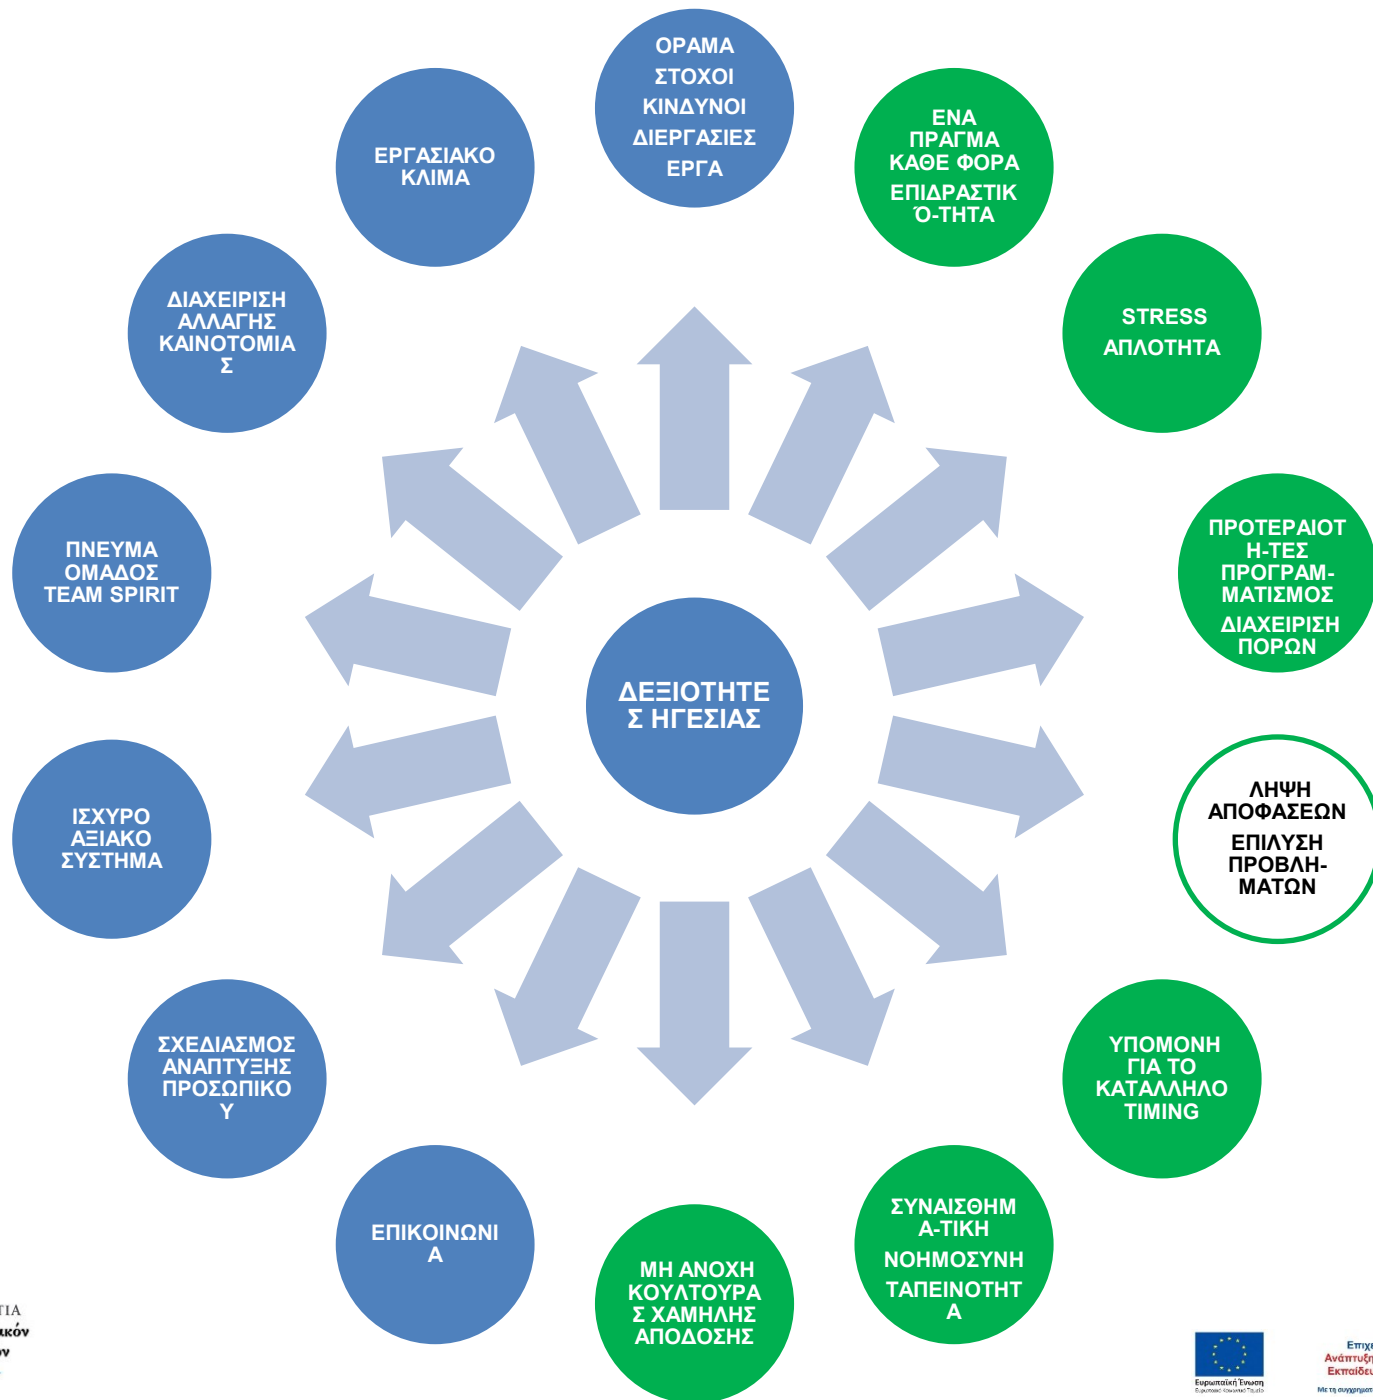 ΟΡΑΜΑ
ΣΤΟΧΟΙ
ΚΙΝΔΥΝΟΙ
ΔΙΕΡΓΑΣΙΕΣ
ΕΡΓΑ
ΕΝΑ
ΠΡΑΓΜΑ
ΚΑΘΕ ΦΟΡΑ
ΕΠΙΔΡΑΣΤΙΚ
Ό-ΤΗΤΑ
STRESS
ΑΠΛΟΤΗΤΑ
ΠΡΟΤΕΡΑΙΟΤ
Η-ΤΕΣ
ΠΡΟΓΡΑΜ-
ΜΑΤΙΣΜΟΣ
ΔΙΑΧΕΙΡΙΣΗ
ΠΟΡΩΝ
ΛΗΨΗ
ΑΠΟΦΑΣΕΩΝ
ΕΠΙΛΥΣΗ
ΠΡΟΒΛΗ-
ΜΑΤΩΝ
ΥΠΟΜΟΝΗ
ΓΙΑ ΤΟ
ΚΑΤΑΛΛΗΛΟ
TIMING
ΣΥΝΑΙΣΘΗΜ
Α-ΤΙΚΗ
ΝΟΗΜΟΣΥΝΗ
ΤΑΠΕΙΝΟΤΗΤ
Α
ΜΗ ΑΝΟΧΗ
ΚΟΥΛΤΟΥΡΑ
Σ ΧΑΜΗΛΗΣ
ΑΠΟΔΟΣΗΣ
ΕΠΙΚΟΙΝΩΝΙ
Α
ΣΧΕΔΙΑΣΜΟΣ
ΑΝΑΠΤΥΞΗΣ
ΠΡΟΣΩΠΙΚΟ
Υ
ΙΣΧΥΡΟ
ΑΞΙΑΚΟ
ΣΥΣΤΗΜΑ
ΠΝΕΥΜΑ
ΟΜΑΔΟΣ
TEAM SPIRIT
ΔΙΑΧΕΙΡΙΣΗ
ΑΛΛΑΓΗΣ
ΚΑΙΝΟΤΟΜΙΑ
Σ
ΕΡΓΑΣΙΑΚΟ
ΚΛΙΜΑ
ΔΕΞΙΟΤΗΤΕ
Σ ΗΓΕΣΙΑΣ
Ευρωπαϊκή Ένωση
Ευρωπαϊκό Κοινωνικό Ταμείο